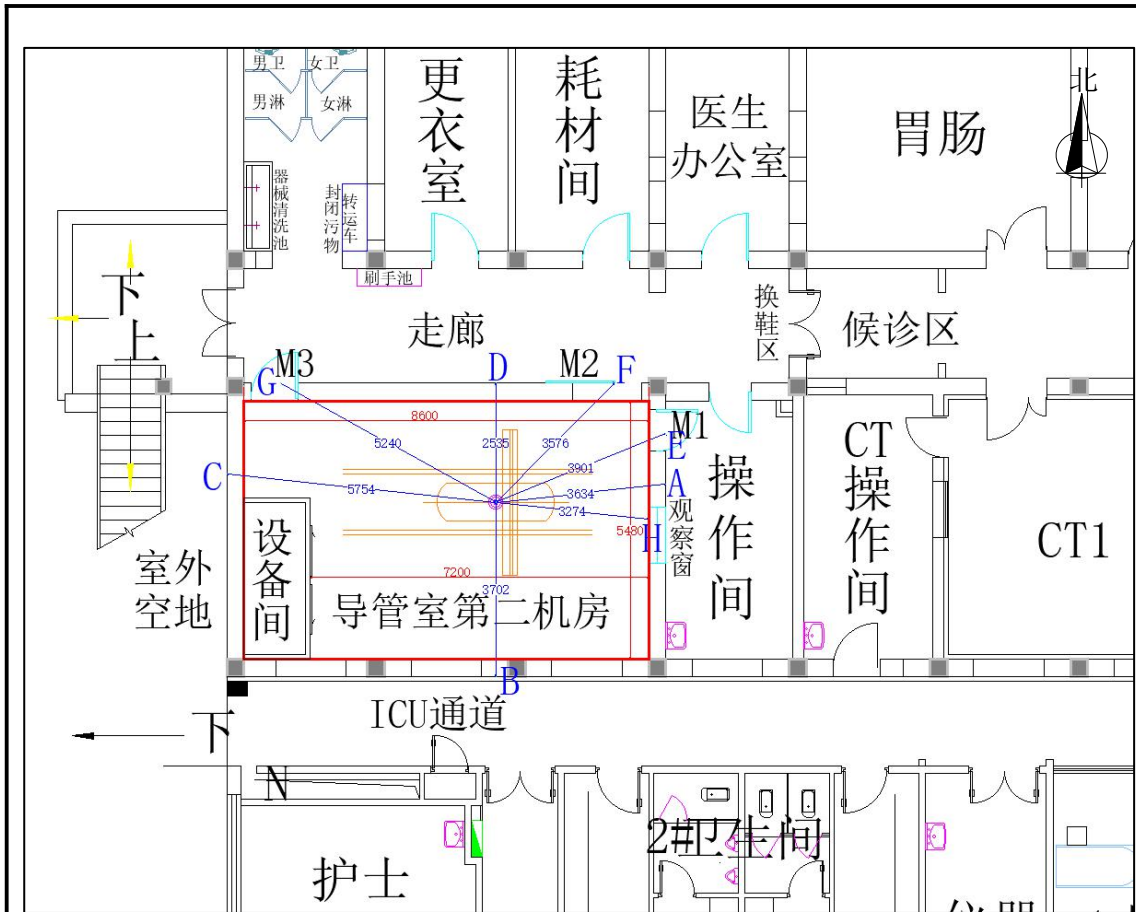 男卫
女卫
男淋
女淋
更衣室
耗材间
医生
办公室
胃肠
北
器械清洗池
封闭污物
转运车
刷手池
下
上
走廊
换鞋区
候诊区
M3
G
D
M2
F
8600
5240
2535
3576
M1
E
3901
C
5754
3634
A
3274
5480
H
观察窗
操作间
CT
操作间
CT1
室外
空地
设备间
7200
3702
导管室第二机房
B
ICU通道
下
N
2#卫生间
护士